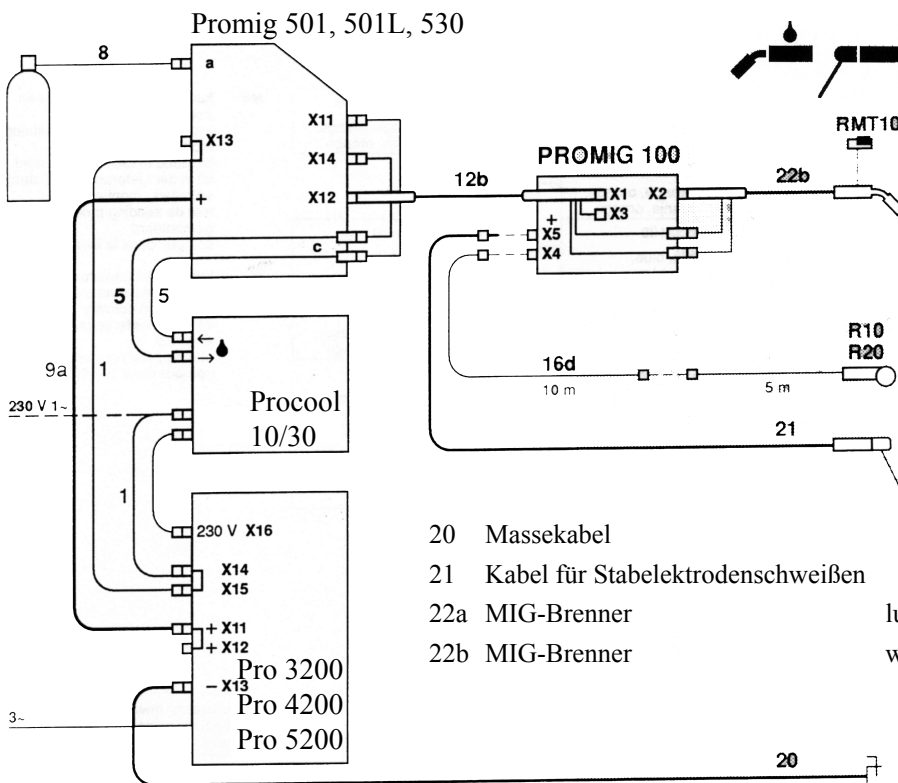 Promig 501, 501L, 530
8
a
X11
X13
X14
X12
+
c
12b
PROMIG 100
X1 X2
X3
+
X5
X4
22b
RMT10
5 5
9a
1
230 V 1~
← 
→
Procool
10/30
1
16d
10 m
5 m
R10
R20
21
230 V X16
X14
X15
+ X11
+ X12
− X13
Pro 3200
Pro 4200
Pro 5200
3~
20 Massekabel
21 Kabel für Stabelektrodenschweißen
22a MIG-Brenner lu
22b MIG-Brenner w
20